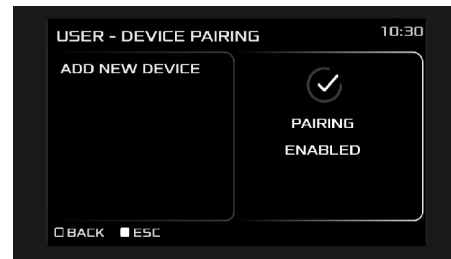 USER - DEVICE PAIRING 10:30
ADD NEW DEVICE
PAIRING
ENABLED
BACK ESC